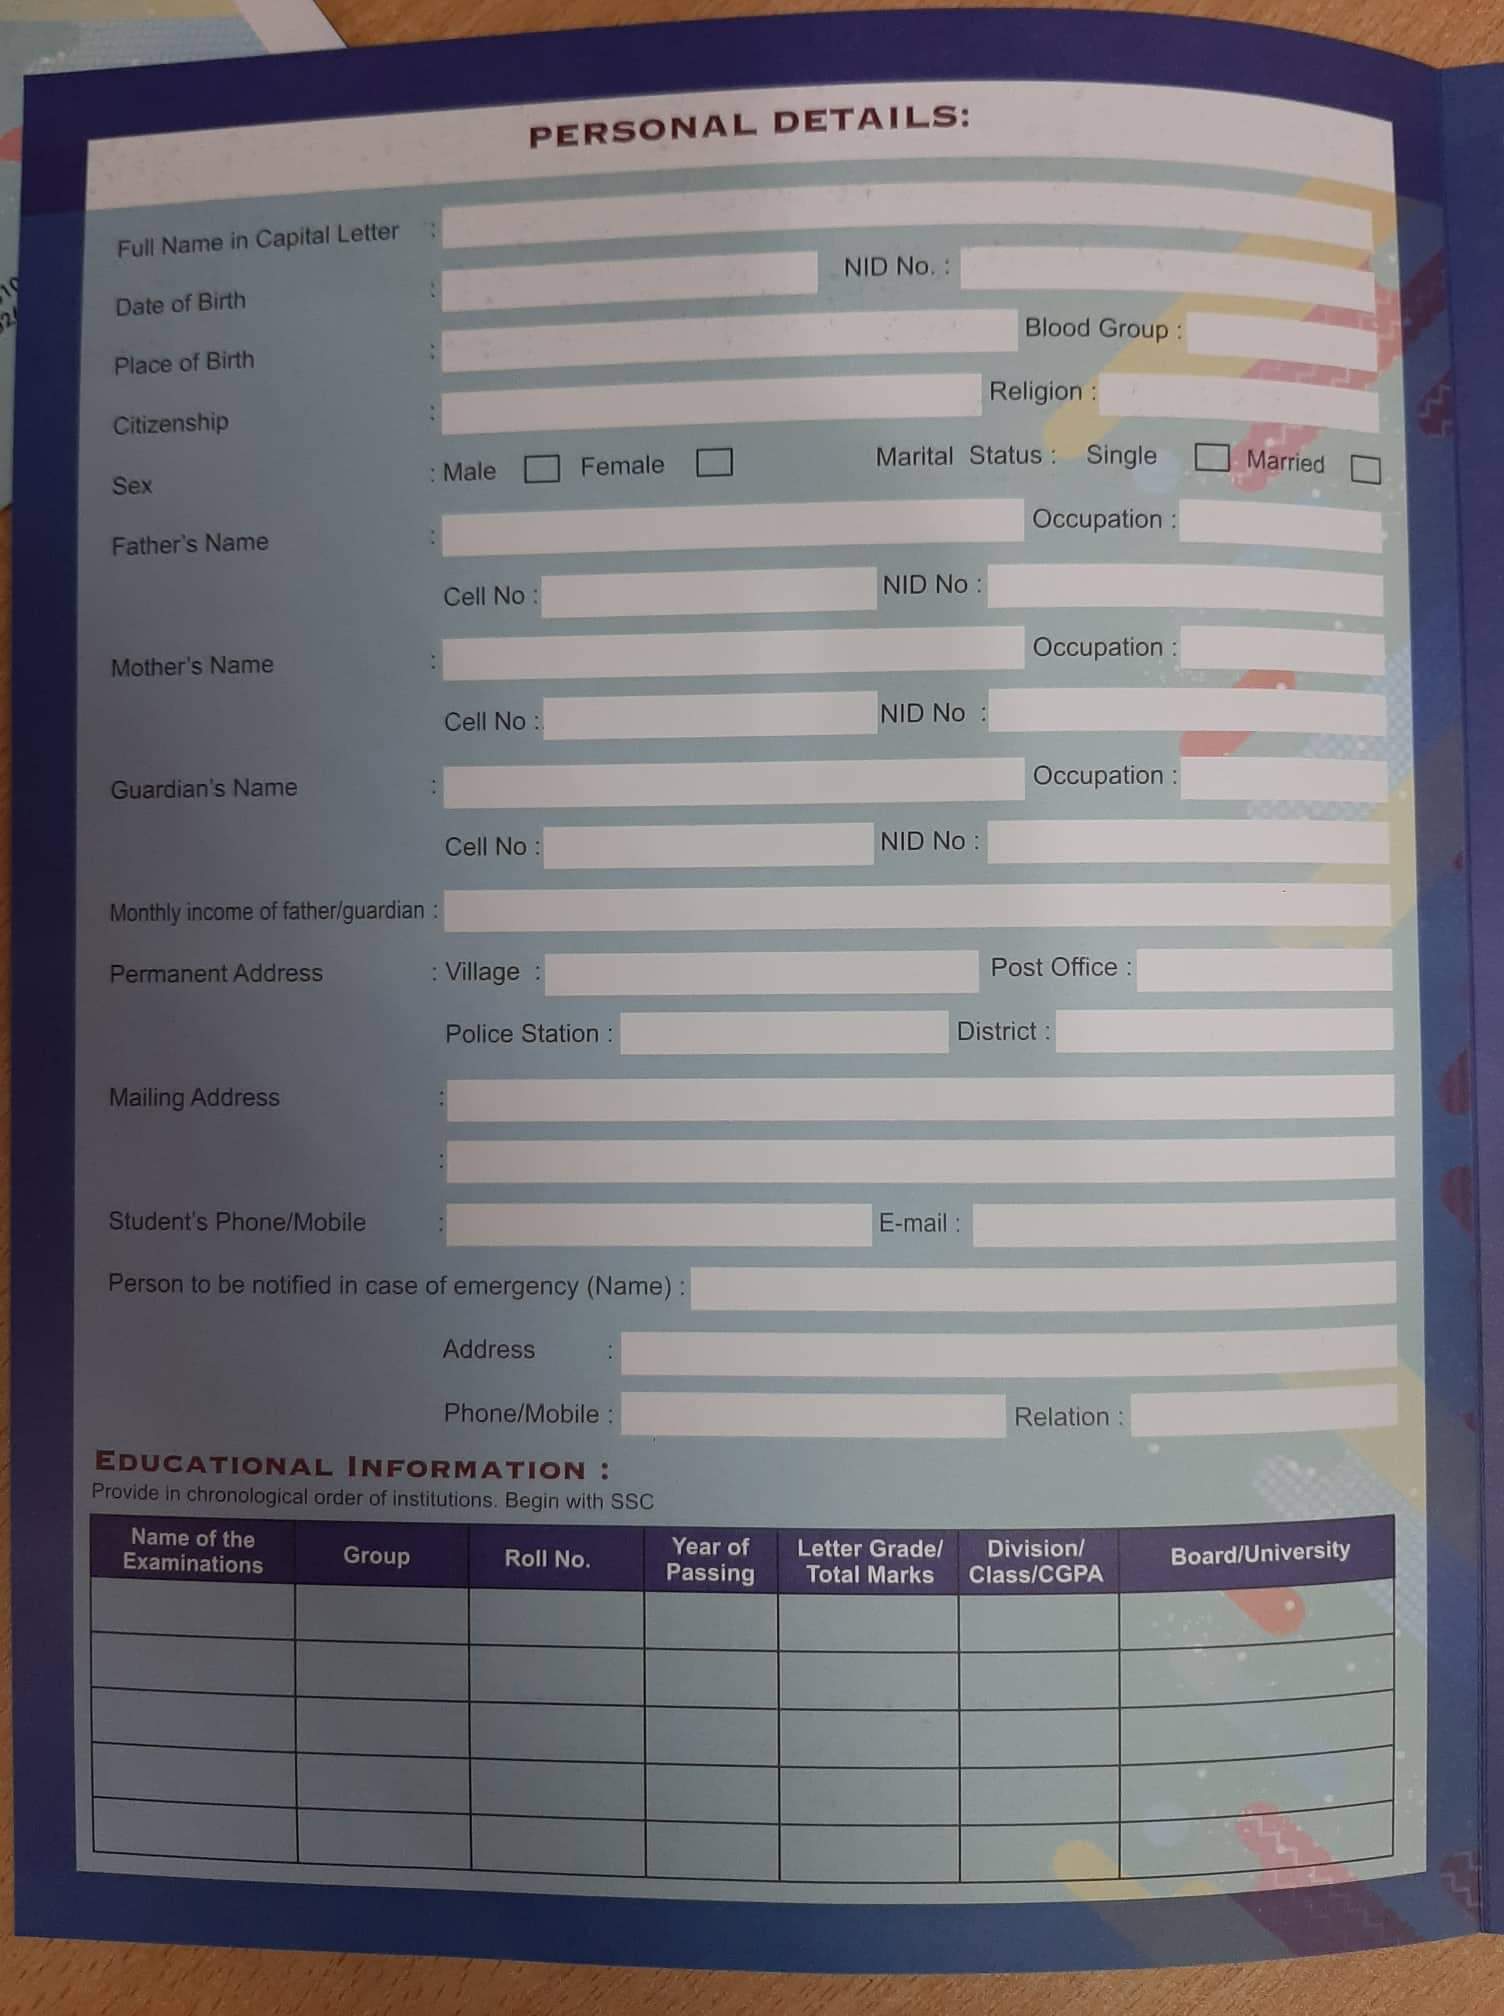 PERSONAL DETAILS:
Full Name in Capital Letter :
Date of Birth : NID No. :
Place of Birth : Blood Group :
Citizenship : Religion :
Sex : Male Female Marital Status : Single Married
Father's Name : Occupation :
Cell No : NID No :
Mother's Name : Occupation :
Cell No : NID No :
Guardian's Name : Occupation :
Cell No : NID No :
Monthly income of father/guardian :
Permanent Address : Village : Post Office :
Police Station : District :
Mailing Address :
:
Student's Phone/Mobile : E-mail :
Person to be notified in case of emergency (Name) :
Address :
Phone/Mobile : Relation :
EDUCATIONAL INFORMATION :
Provide in chronological order of institutions. Begin with SSC
Name of the Examinations Group Roll No. Year of Passing Letter Grade/ Total Marks Division/ Class/CGPA Board/University